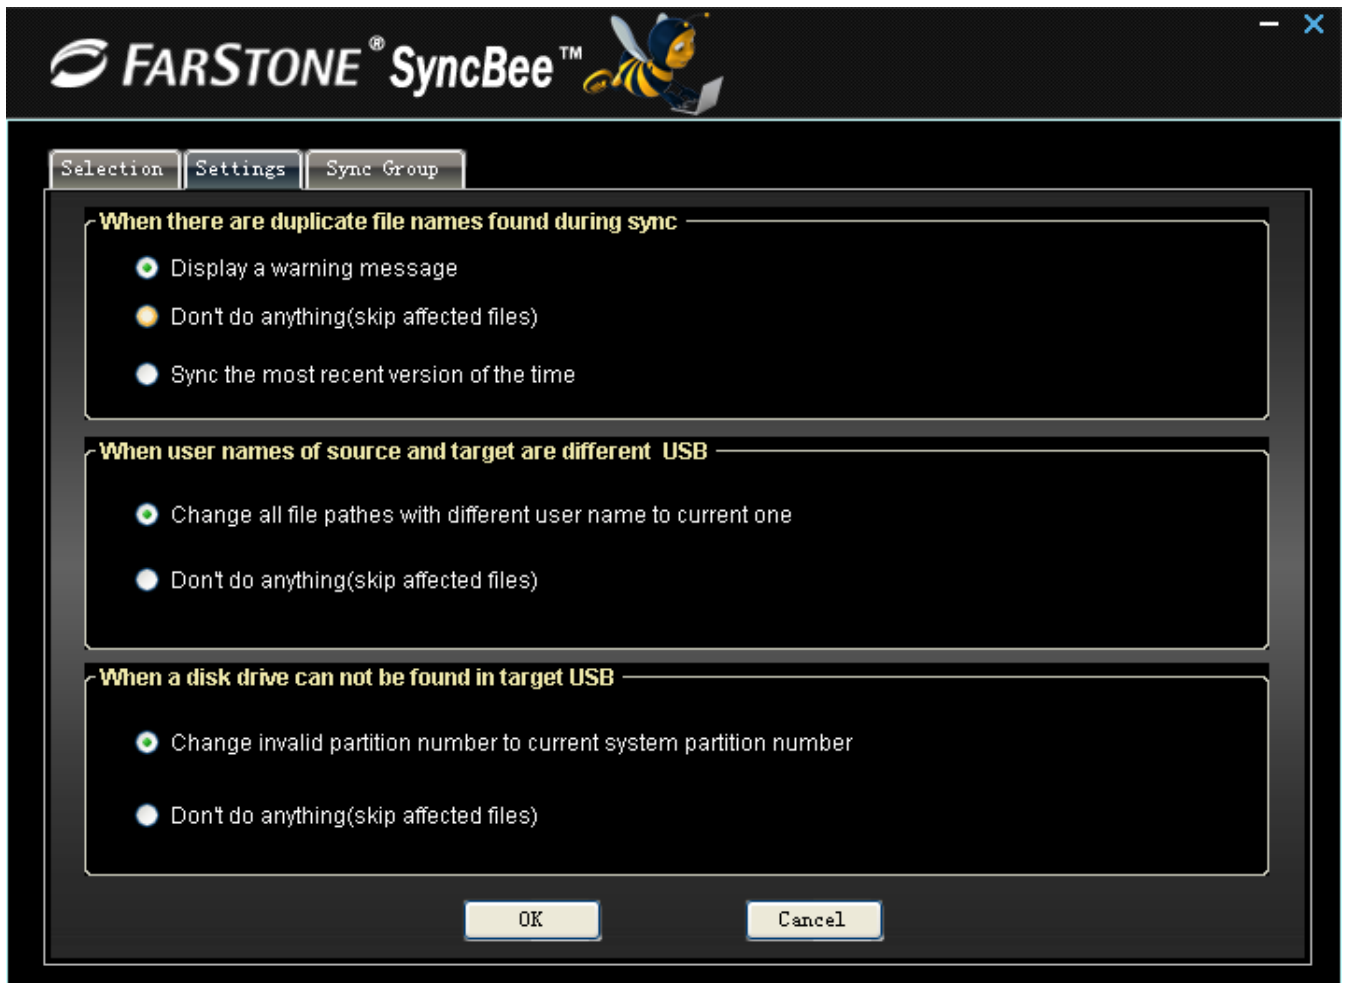 FARSTONE® SyncBee™
Selection Settings Sync Group
When there are duplicate file names found during sync
Display a warning message
Don't do anything(skip affected files)
Sync the most recent version of the time
When user names of source and target are different  USB
Change all file pathes with different user name to current one
Don't do anything(skip affected files)
When a disk drive can not be found in target USB
Change invalid partition number to current system partition number
Don't do anything(skip affected files)
OK Cancel